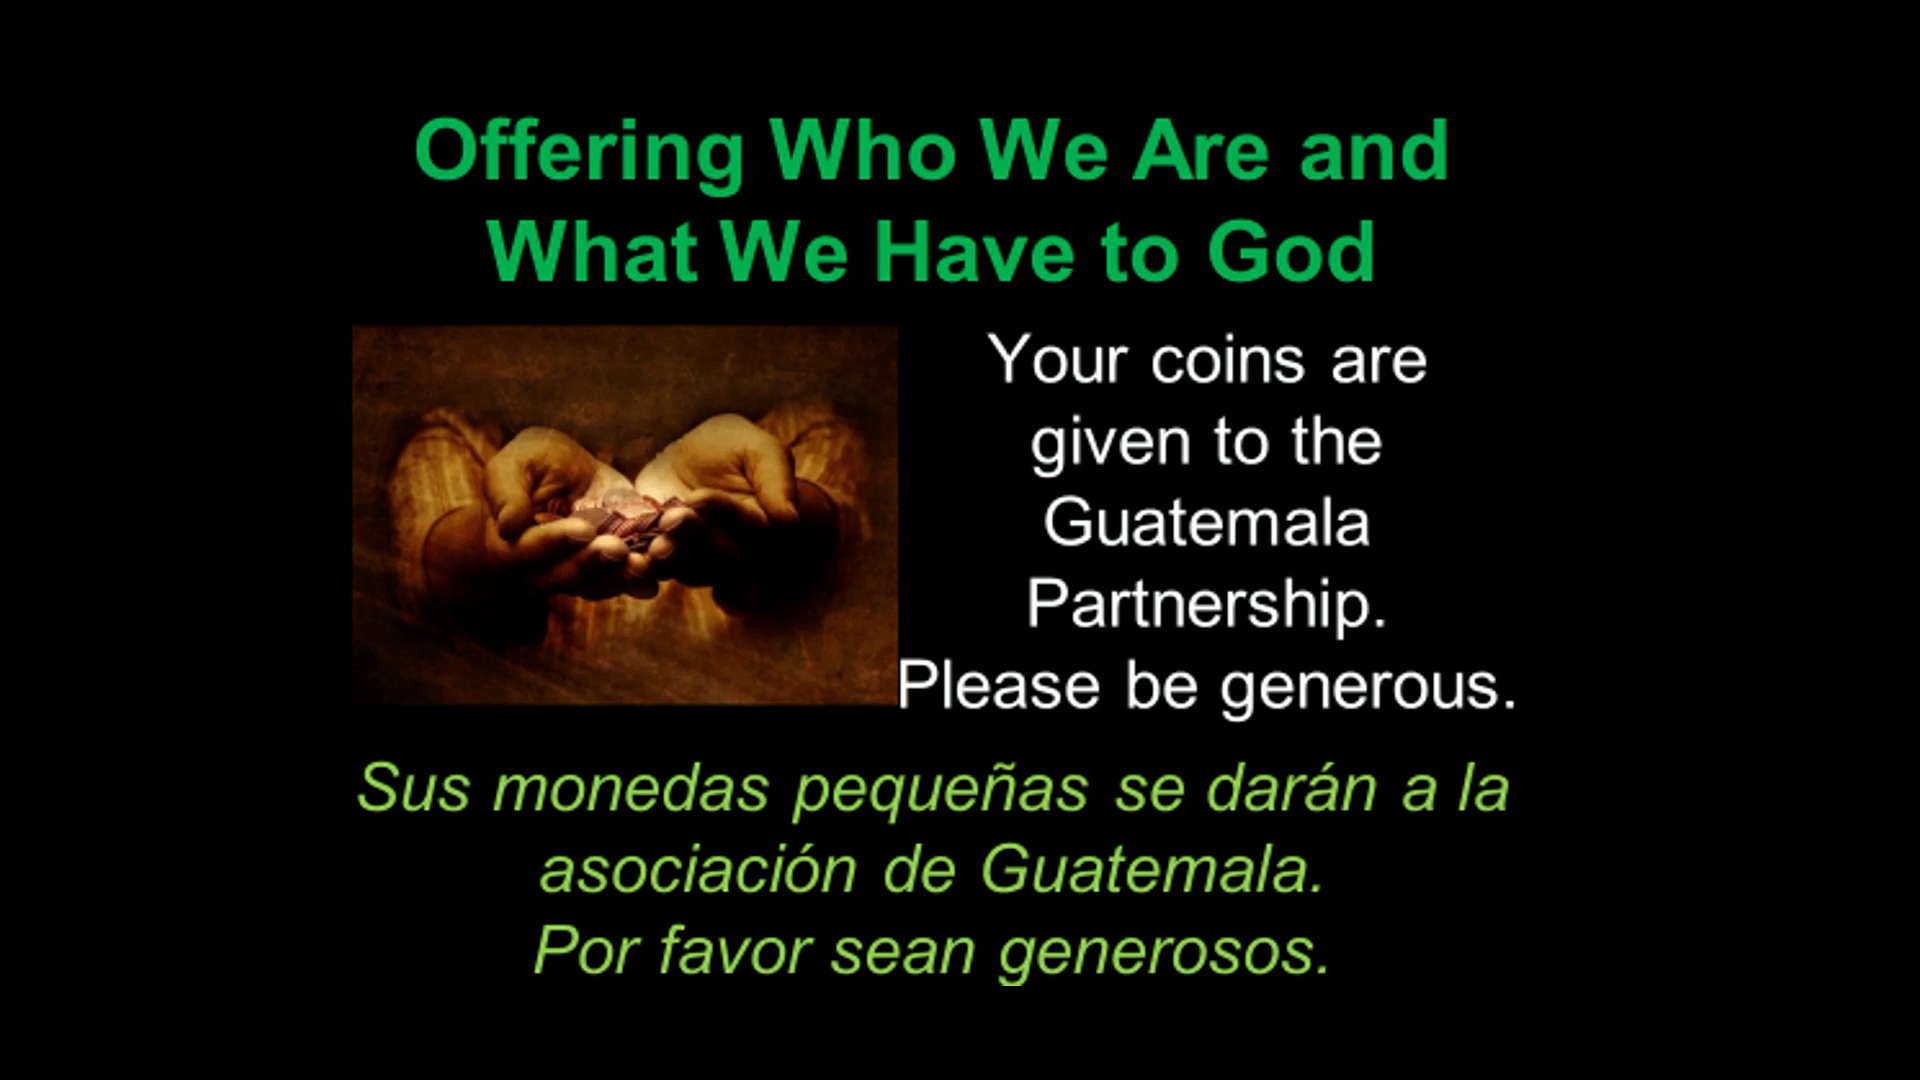 Offering Who We Are and
What We Have to God
Your coins are
given to the
Guatemala
Partnership.
Please be generous.
Sus monedas pequeñas se darán a la
asociación de Guatemala.
Por favor sean generosos.